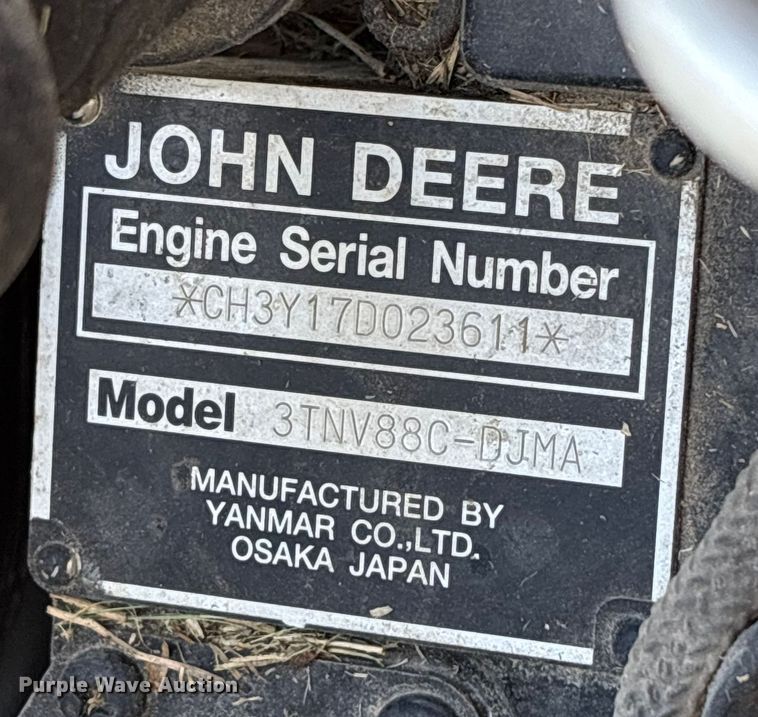 JOHN DEERE
Engine Serial Number
*CH3Y17D023611*
Model 3TNV88C-DJMA
MANUFACTURED BY
YANMAR CO.,LTD.
OSAKA JAPAN
Purple Wave Auction